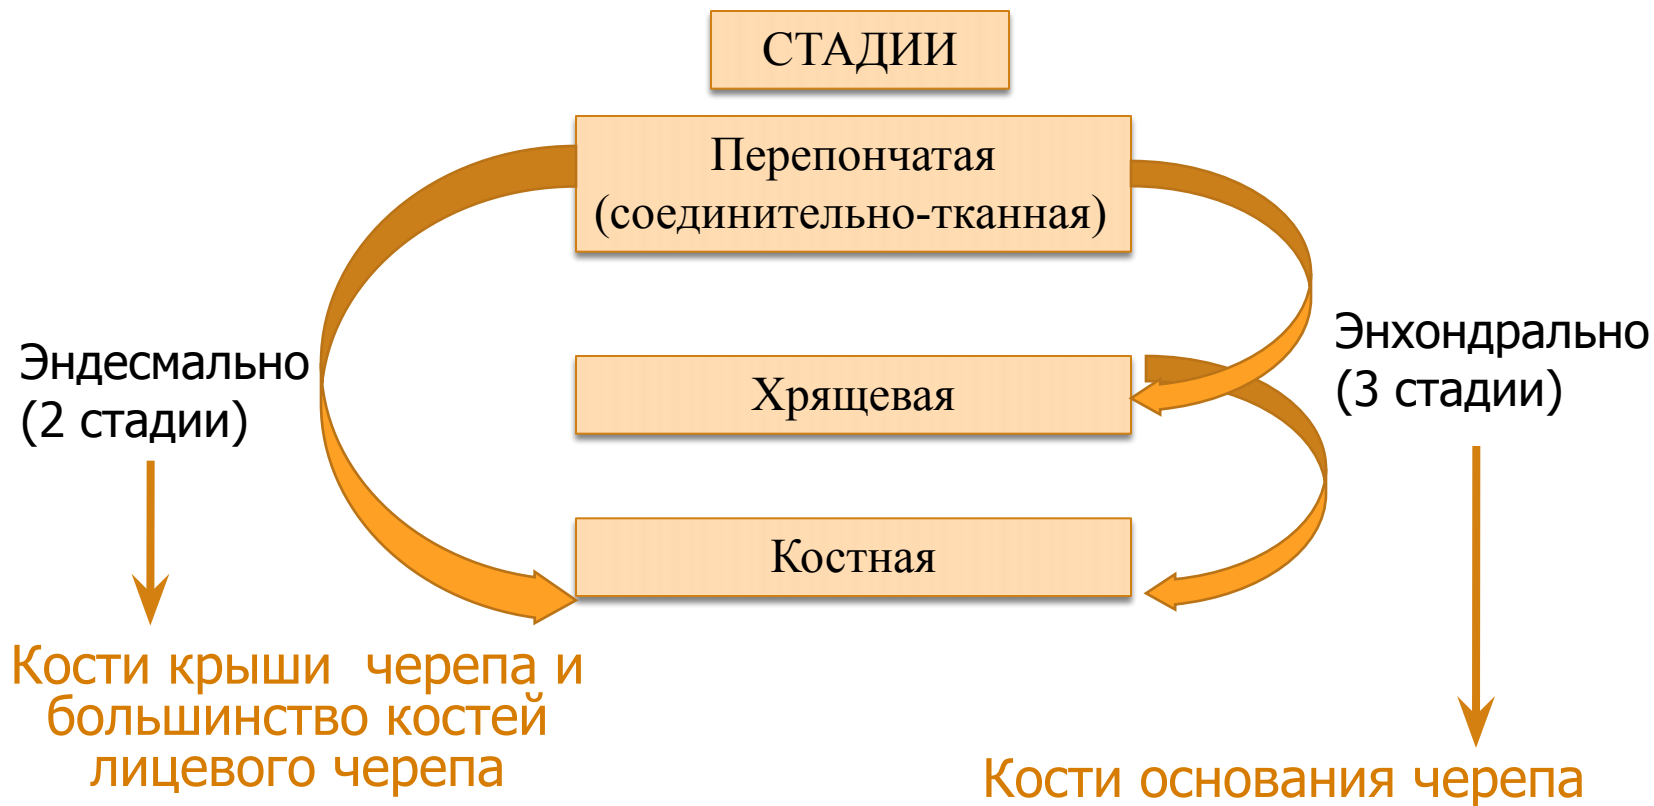 СТАДИИ
Перепончатая
(соединительно-тканная)
Эндесмально
(2 стадии)
Хрящевая
Энхондрально
(3 стадии)
Костная
Кости крыши черепа и
большинство костей
лицевого черепа
Кости основания черепа